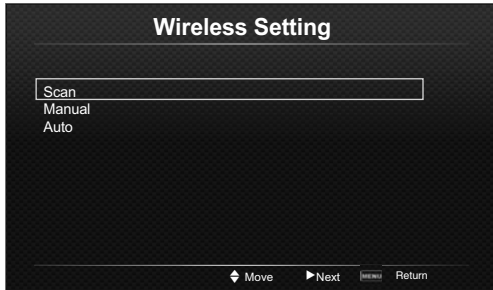 Wireless Setting
Scan
Manual
Auto
Move Next MENU Return